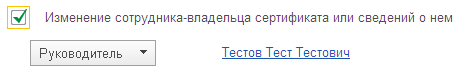 Изменение сотрудника-владельца сертификата или сведений о нем
Руководитель Тестов Тест Тестович